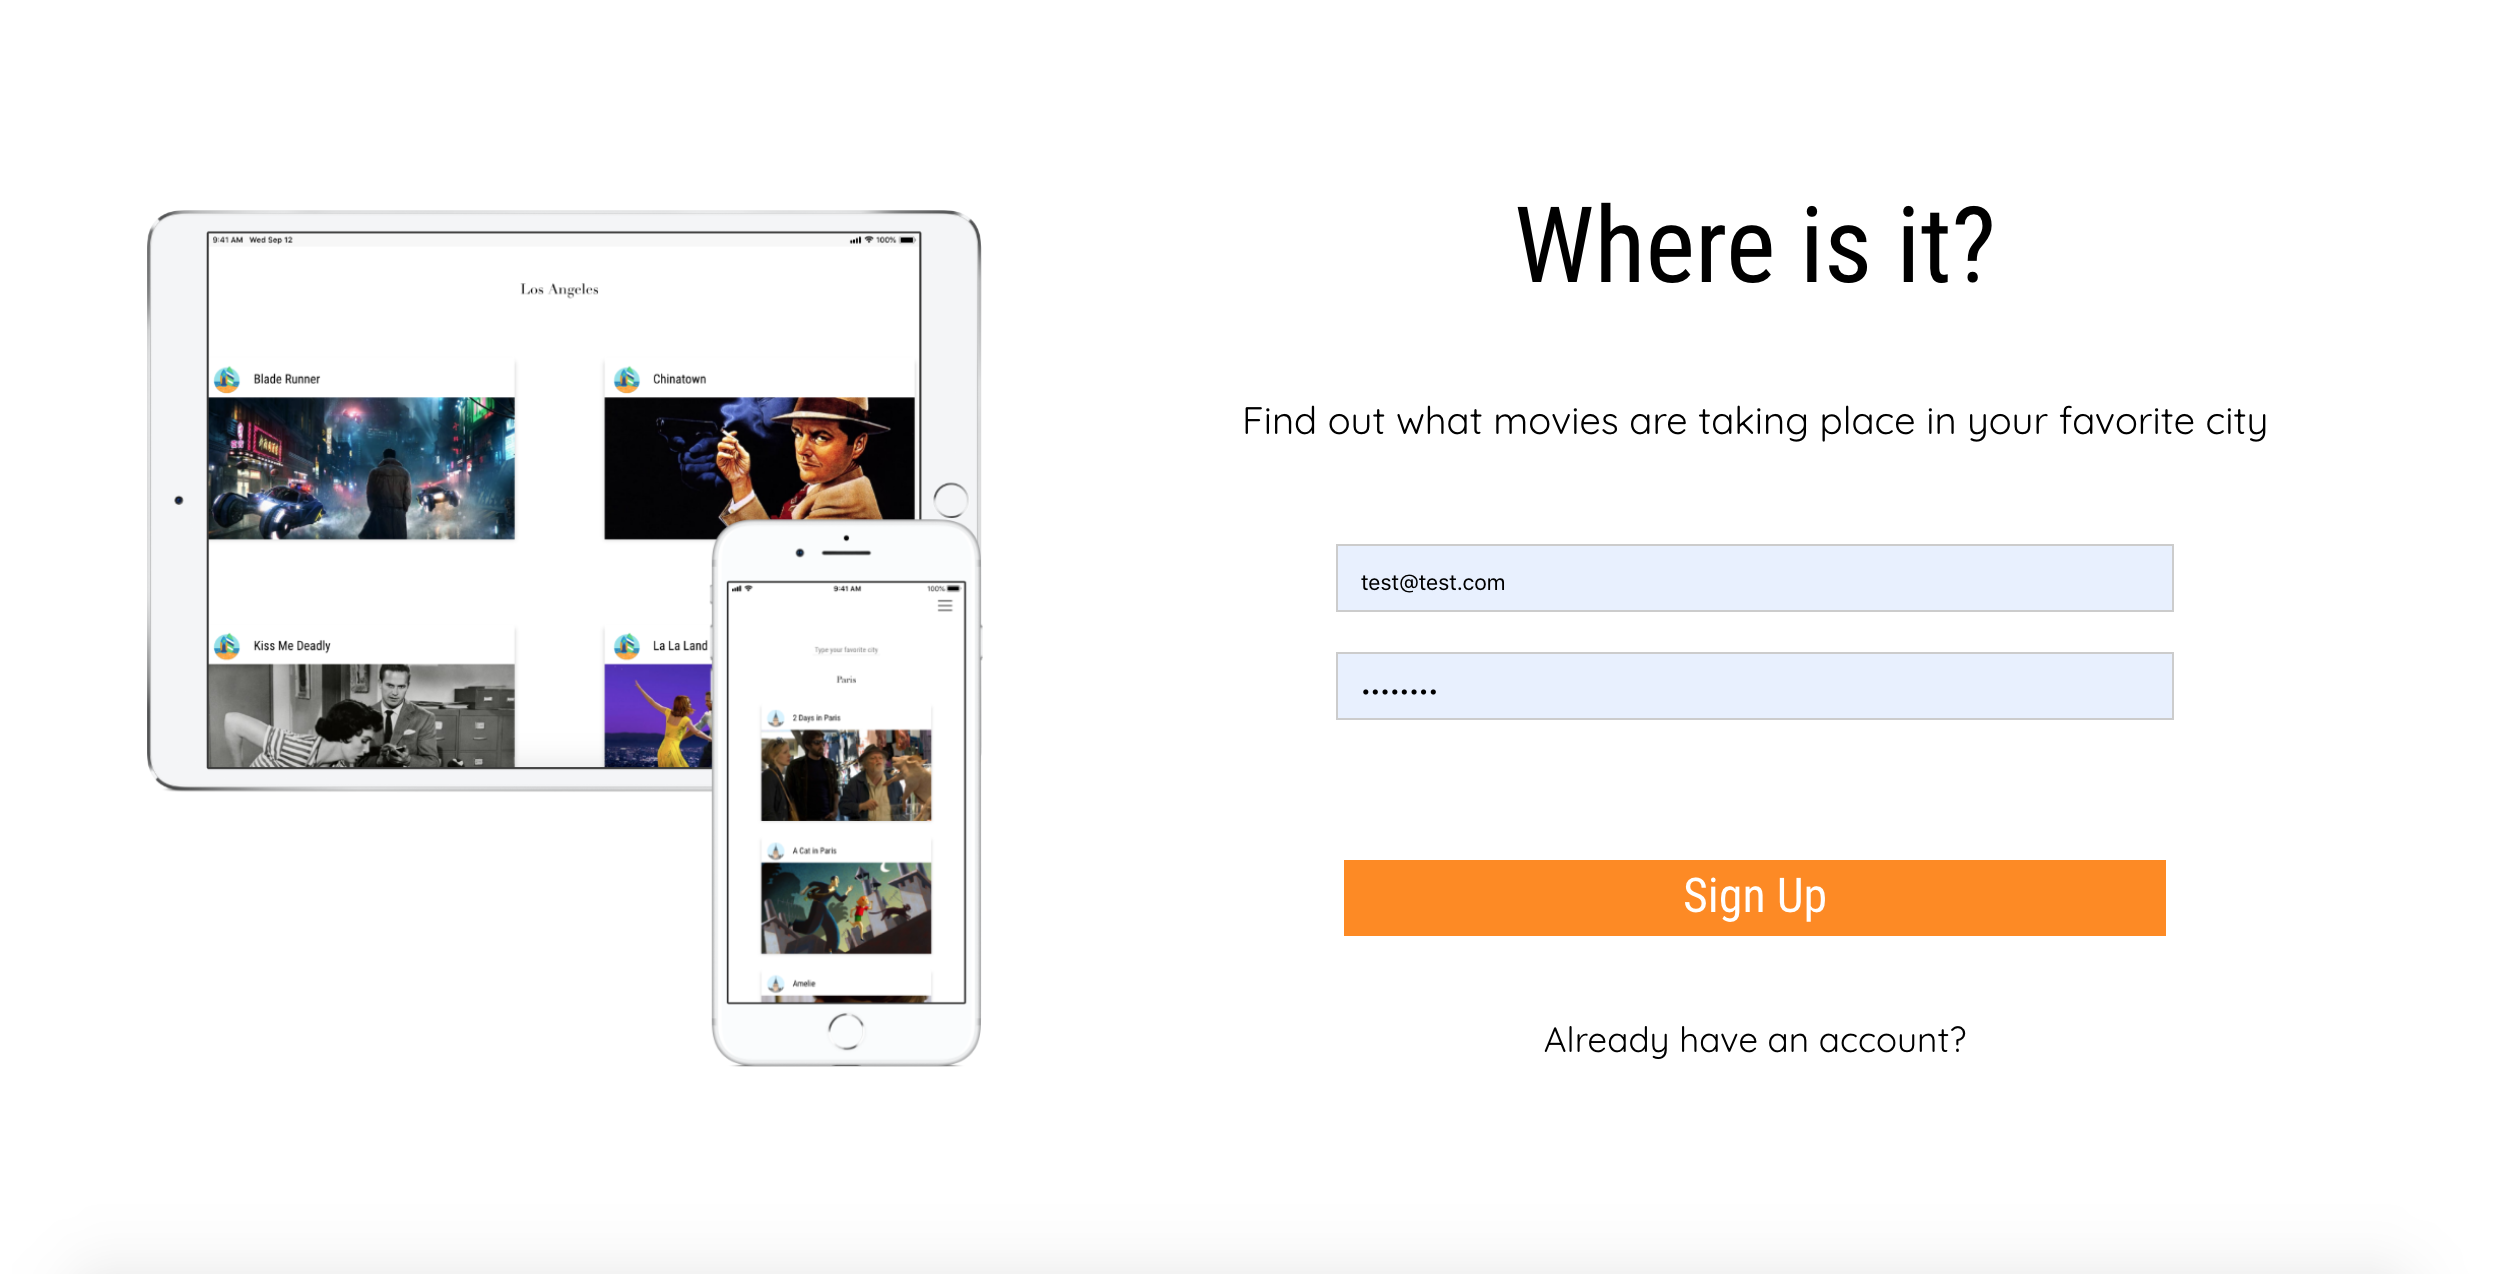 9:41 AM Wed Sep 12
100%
Los Angeles
Blade Runner
Chinatown
Kiss Me Deadly
La La Land
9:41 AM
100%
Type your favorite city
Paris
2 Days in Paris
A Cat in Paris
Amelie
Where is it?
Find out what movies are taking place in your favorite city
test@test.com
••••••••
Sign Up
Already have an account?